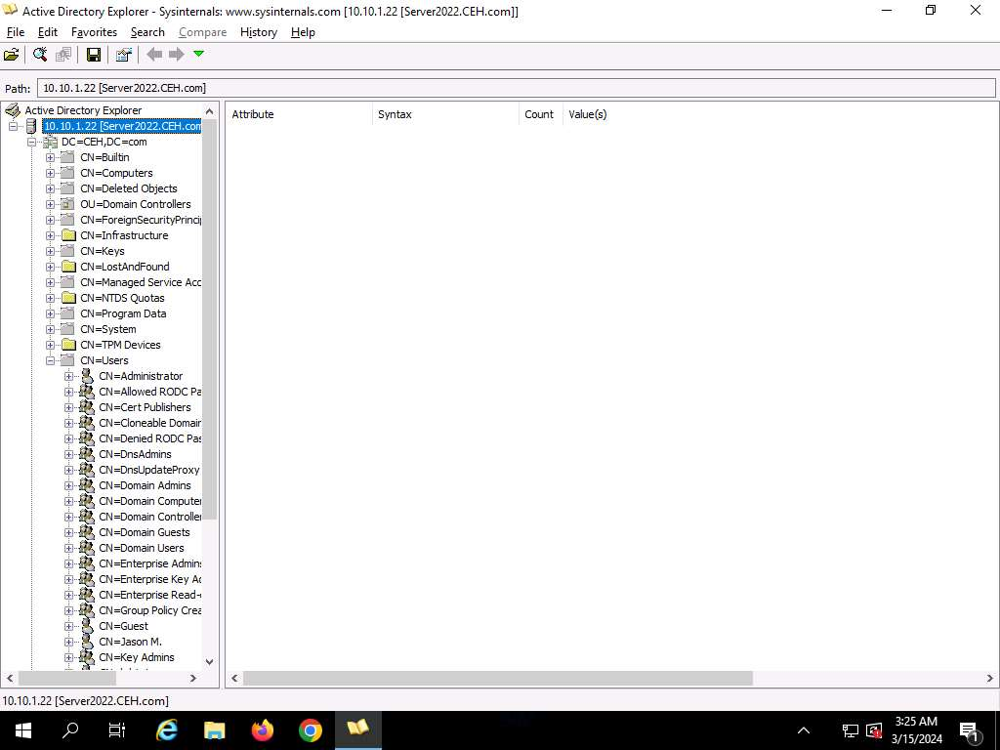 Active Directory Explorer - Sysinternals: www.sysinternals.com [10.10.1.22 [Server2022.CEH.com]]
File Edit Favorites Search Compare History Help
Path: 10.10.1.22 [Server2022.CEH.com]
Active Directory Explorer
10.10.1.22 [Server2022.CEH.com
DC=CEH,DC=com
CN=Builtin
CN=Computers
CN=Deleted Objects
OU=Domain Controllers
CN=ForeignSecurityPrincip
CN=Infrastructure
CN=Keys
CN=LostAndFound
CN=Managed Service Acc
CN=NTDS Quotas
CN=Program Data
CN=System
CN=TPM Devices
CN=Users
CN=Administrator
CN=Allowed RODC Pa
CN=Cert Publishers
CN=Cloneable Domain
CN=Denied RODC Pas
CN=DnsAdmins
CN=DnsUpdateProxy
CN=Domain Admins
CN=Domain Computer
CN=Domain Controller
CN=Domain Guests
CN=Domain Users
CN=Enterprise Admins
CN=Enterprise Key Ad
CN=Enterprise Read-
CN=Group Policy Crea
CN=Guest
CN=Jason M.
CN=Key Admins
Attribute Syntax Count Value(s)
10.10.1.22 [Server2022.CEH.com]
3:25 AM
3/15/2024
1